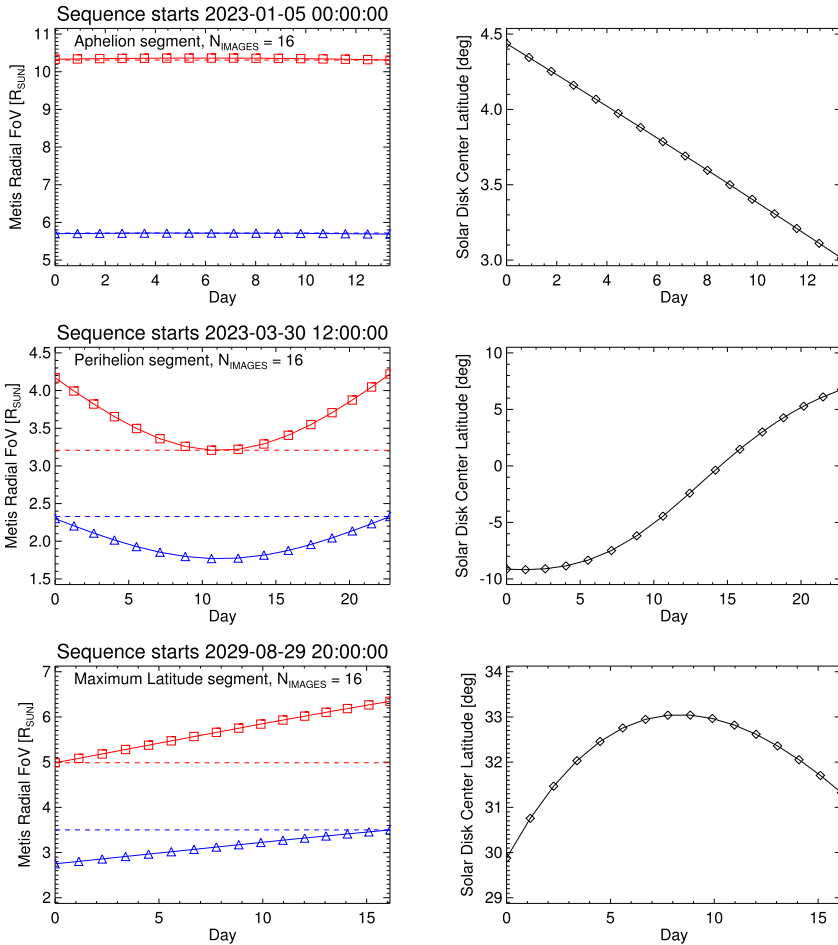 Sequence starts 2023-01-05 00:00:00
Aphelion segment, N_IMAGES = 16
Metis Radial FoV [R_SUN]
11
10
9
8
7
6
5
0 2 4 6 8 10 12
Day
Solar Disk Center Latitude [deg]
4.5
4.0
3.5
3.0
0 2 4 6 8 10 12
Day
Sequence starts 2023-03-30 12:00:00
Perihelion segment, N_IMAGES = 16
Metis Radial FoV [R_SUN]
4.5
4.0
3.5
3.0
2.5
2.0
1.5
0 5 10 15 20
Day
Solar Disk Center Latitude [deg]
10
5
0
-5
-10
0 5 10 15 20
Day
Sequence starts 2029-08-29 20:00:00
Maximum Latitude segment, N_IMAGES = 16
Metis Radial FoV [R_SUN]
7
6
5
4
3
2
0 5 10 15
Day
Solar Disk Center Latitude [deg]
34
33
32
31
30
29
0 5 10 15
Day